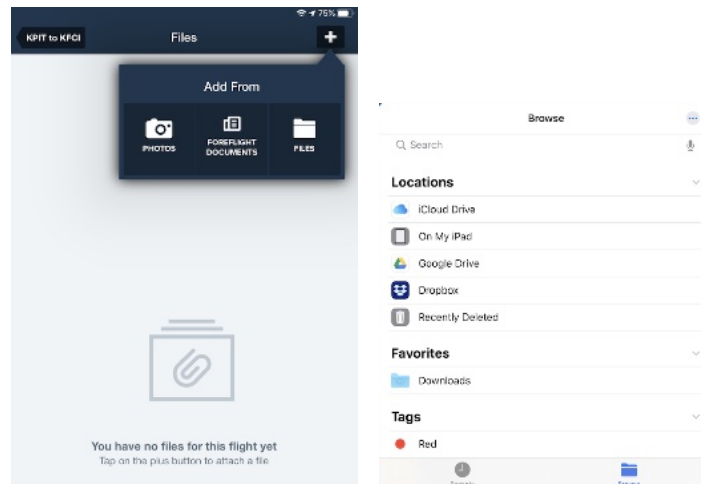 75%
KPIT to KFCI
Files
Add From
PHOTOS
FOREFLIGHT
DOCUMENTS
FILES
You have no files for this flight yet
Tap on the plus button to attach a file
Browse
Search
Locations
iCloud Drive
On My iPad
Google Drive
Dropbox
Recently Deleted
Favorites
Downloads
Tags
Red